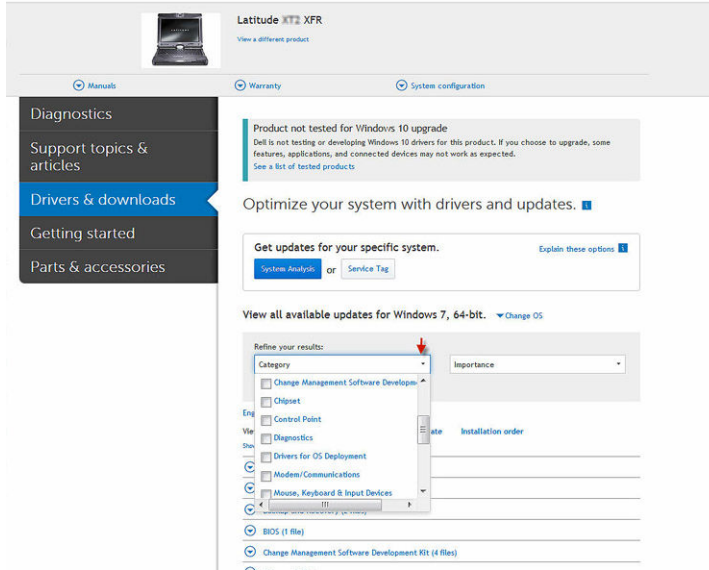 Latitude XT2 XFR
View a different product
Manuals
Warranty
System configuration
Diagnostics
Support topics &
articles
Drivers & downloads
Getting started
Parts & accessories
Product not tested for Windows 10 upgrade
Dell is not testing or developing Windows 10 drivers for this product. If you choose to upgrade, some
features, applications, and connected devices may not work as expected.
See a list of tested products
Optimize your system with drivers and updates.
Get updates for your specific system.
Explain these options
System Analysis or Service Tag
View all available updates for Windows 7, 64-bit. Change OS
Refine your results:
Category
Importance
Change Management Software Developm
Chipset
Control Point
Diagnostics
Drivers for OS Deployment
Modem/Communications
Mouse, Keyboard & Input Devices
Installation order
BIOS (1 file)
Change Management Software Development Kit (4 files)